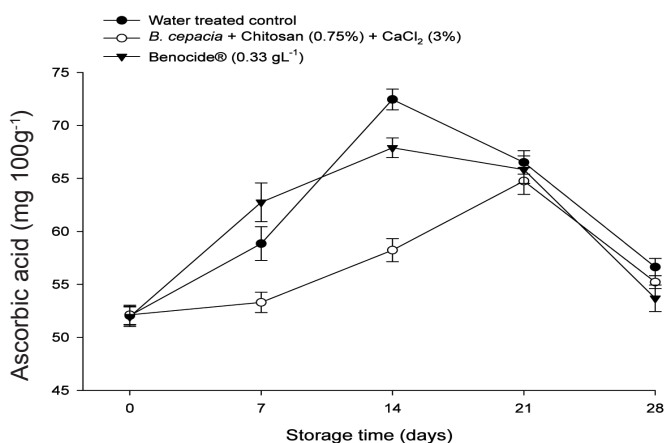 Water treated control
B. cepacia + Chitosan (0.75%) + CaCl₂ (3%)
Benocide® (0.33 gL⁻¹)
Ascorbic acid (mg 100g⁻¹)
75
70
65
60
55
50
45
0 7 14 21 28
Storage time (days)